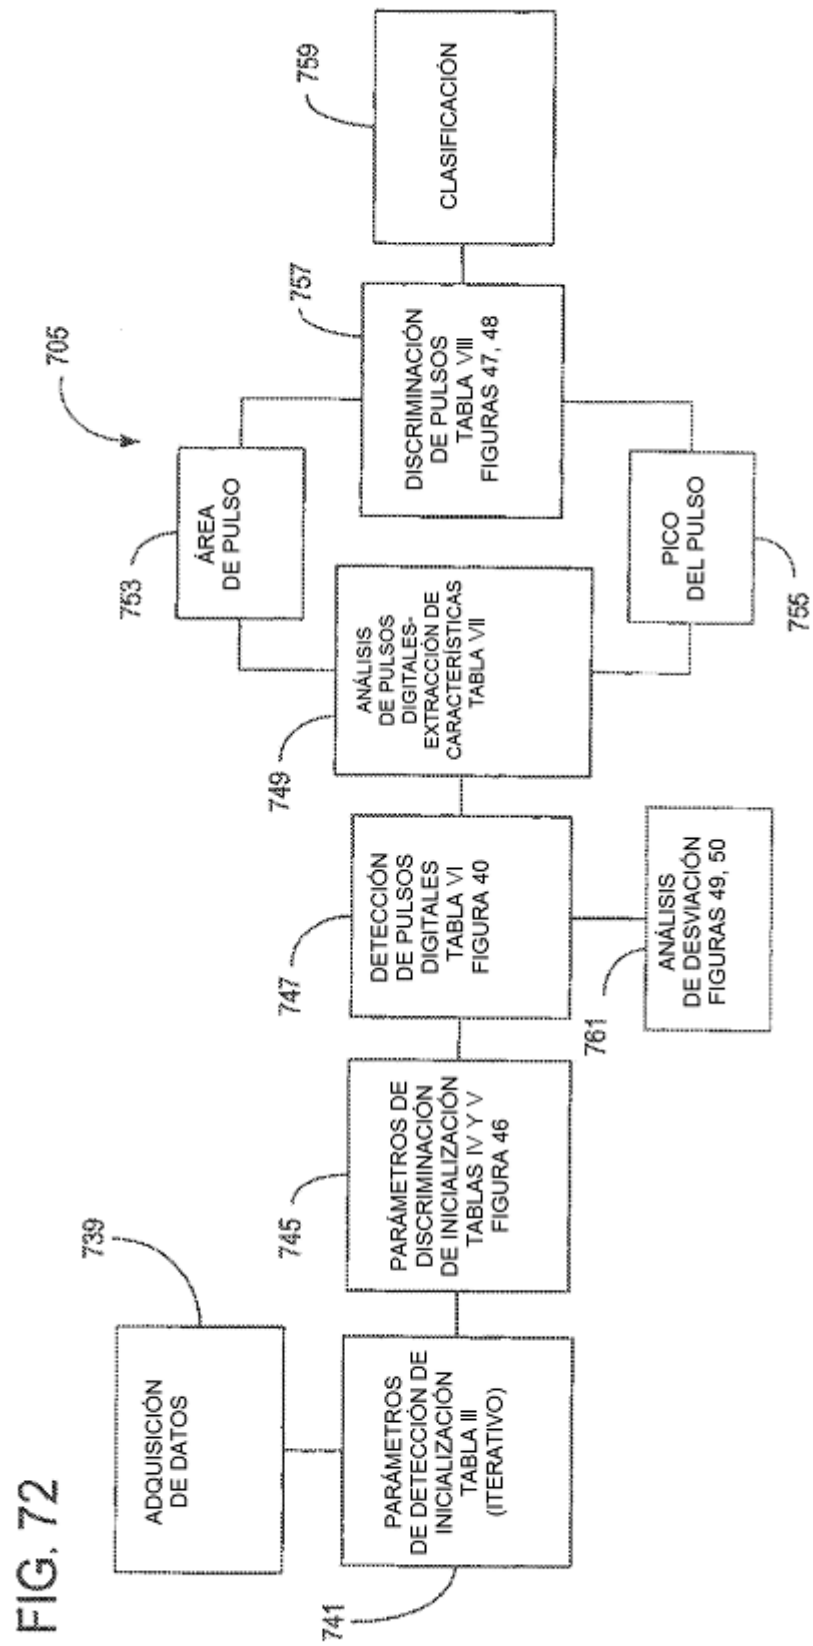 FIG. 72
739
ADQUISICIÓN
DE DATOS
741
PARÁMETROS
DE DETECCIÓN DE
INICIALIZACIÓN
TABLA III
(ITERATIVO)
745
PARÁMETROS DE
DISCRIMINACIÓN
DE INICIALIZACIÓN
TABLAS IV Y V
FIGURA 46
747
DETECCIÓN
DE PULSOS
DIGITALES
TABLA VI
FIGURA 40
761
ANÁLISIS
DE DESVIACIÓN
FIGURAS 49, 50
749
ANÁLISIS
DE PULSOS
DIGITALES-
EXTRACCIÓN DE
CARACTERÍSTICAS
TABLA VII
753
ÁREA
DE PULSO
705
755
PICO
DEL PULSO
757
DISCRIMINACIÓN
DE PULSOS
TABLA VIII
FIGURAS 47, 48
759
CLASIFICACIÓN